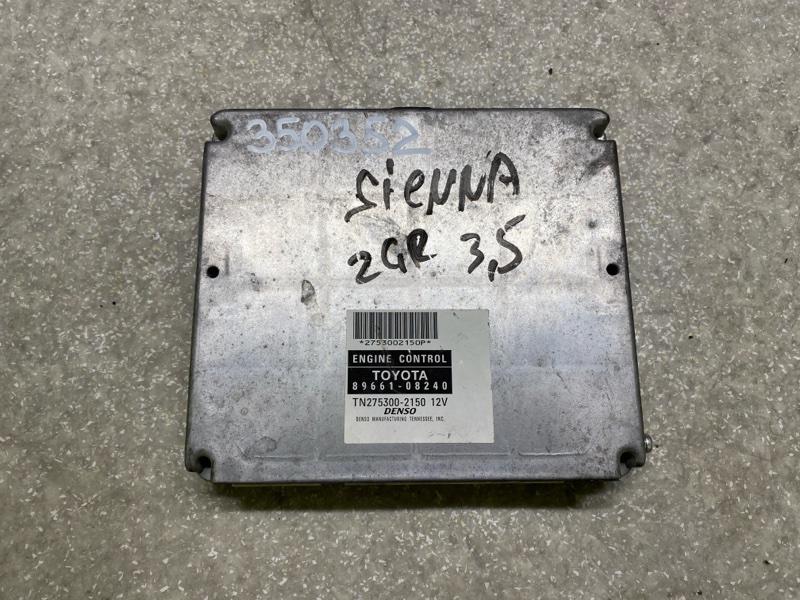 350352
SieNNA
2GR 3,5
*2753002150P*
ENGINE CONTROL
TOYOTA
89661-08240
TN275300-2150 12V
DENSO
DENSO MANUFACTURING TENNESSEE, INC.